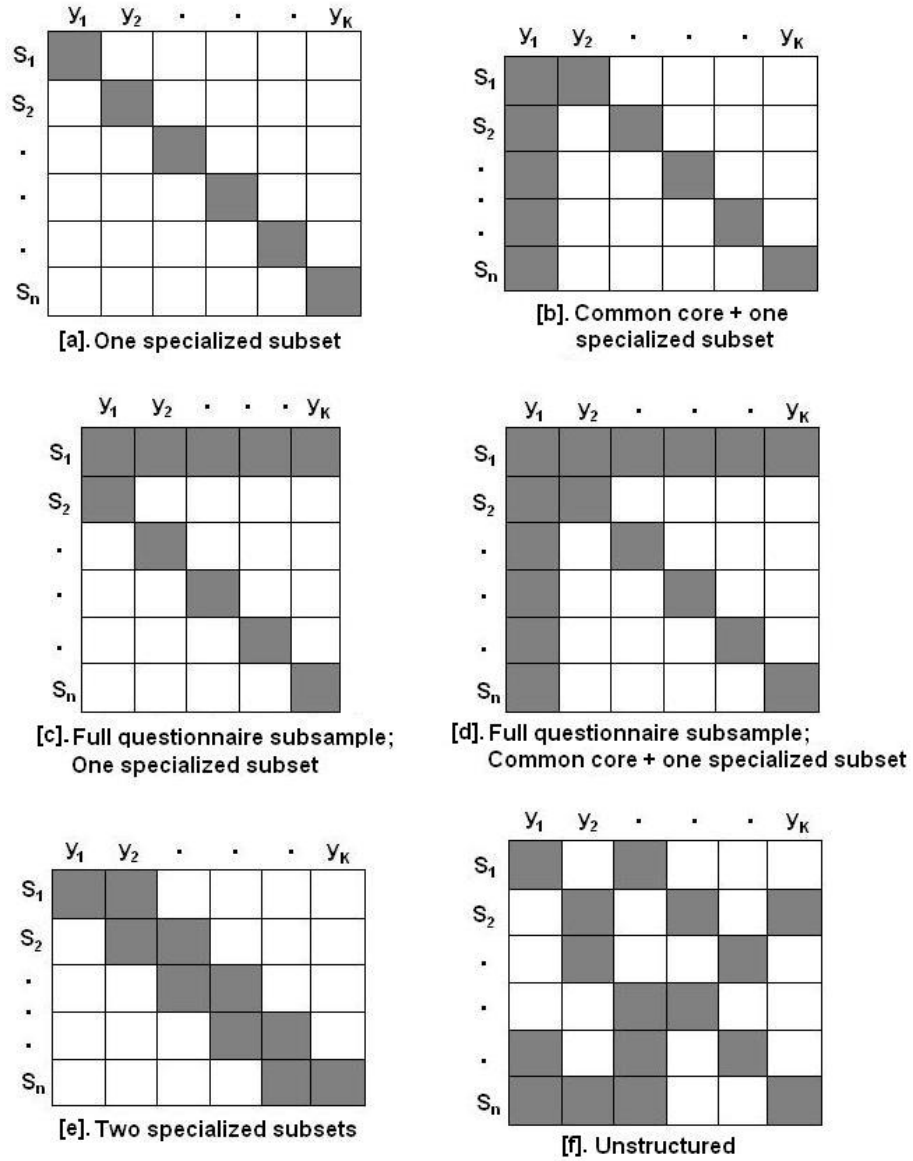 y1 y2 · · · yK
S1
S2
·
·
·
Sn
[a]. One specialized subset
y1 y2 · · · yK
S1
S2
·
·
Sn
[b]. Common core + one
specialized subset
y1 y2 · · · yK
S1
S2
·
·
·
Sn
[c]. Full questionnaire subsample;
One specialized subset
y1 y2 · · · yK
S1
S2
·
·
·
Sn
[d]. Full questionnaire subsample;
Common core + one specialized subset
y1 y2 · · · yK
S1
S2
·
·
·
Sn
[e]. Two specialized subsets
y1 y2 · · · yK
S1
S2
·
·
·
Sn
[f]. Unstructured